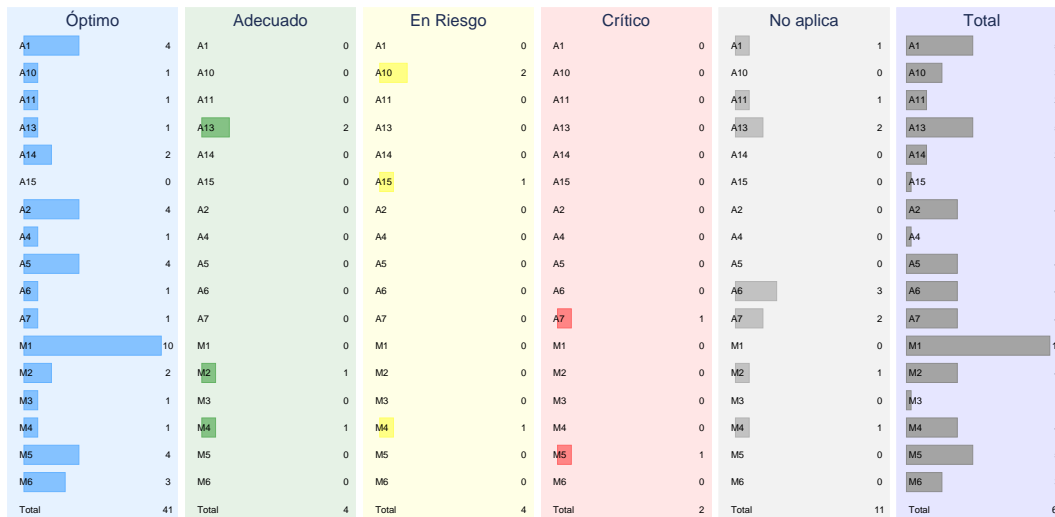 Óptimo Adecuado En Riesgo Crítico No aplica Total
A1 4 A1 0 A1 0 A1 0 A1 1 A1
A10 1 A10 0 A10 2 A10 0 A10 0 A10
A11 1 A11 0 A11 0 A11 0 A11 1 A11
A13 1 A13 2 A13 0 A13 0 A13 2 A13
A14 2 A14 0 A14 0 A14 0 A14 0 A14
A15 0 A15 0 A15 1 A15 0 A15 0 A15
A2 4 A2 0 A2 0 A2 0 A2 0 A2
A4 1 A4 0 A4 0 A4 0 A4 0 A4
A5 4 A5 0 A5 0 A5 0 A5 0 A5
A6 1 A6 0 A6 0 A6 0 A6 3 A6
A7 1 A7 0 A7 0 A7 1 A7 2 A7
M1 10 M1 0 M1 0 M1 0 M1 0 M1
M2 2 M2 1 M2 0 M2 0 M2 1 M2
M3 1 M3 0 M3 0 M3 0 M3 0 M3
M4 1 M4 1 M4 1 M4 0 M4 1 M4
M5 4 M5 0 M5 0 M5 1 M5 0 M5
M6 3 M6 0 M6 0 M6 0 M6 0 M6
Total 41 Total 4 Total 4 Total 2 Total 11 Total